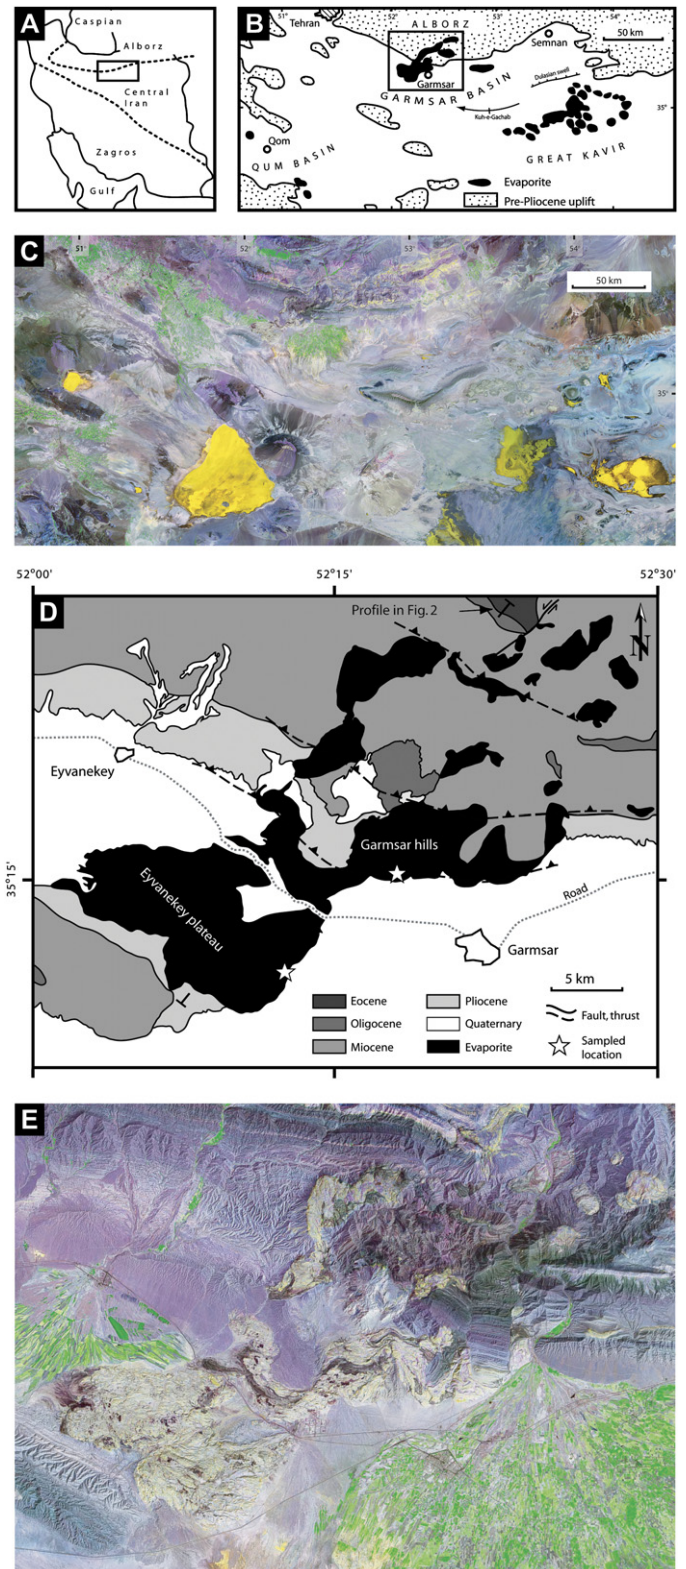 A
Caspian
Alborz
Central
Iran
Zagros
Gulf
B
51°
52°
53°
54°
Tehran
ALBORZ
Semnan
50 km
Garmsar
GARMSAR BASIN
Dulasian swell
Kuh-e-Gachab
35°
Qom
QUM BASIN
GREAT KAVIR
Evaporite
Pre-Pliocene uplift
C
51°
52°
53°
54°
50 km
35°
52°00'
52°15'
52°30'
D
Profile in Fig. 2
N
Eyvanekey
Garmsar hills
35°15'
Eyvanekey plateau
Road
Garmsar
5 km
Eocene
Pliocene
Fault, thrust
Oligocene
Quaternary
Miocene
Evaporite
Sampled
location
E